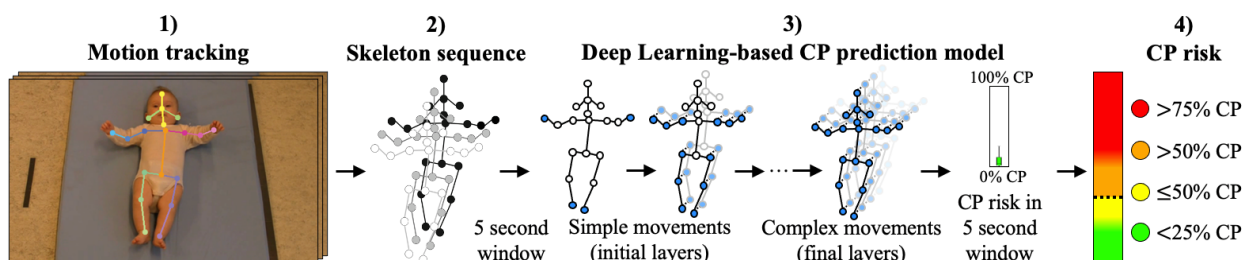 1)
Motion tracking
2)
Skeleton sequence
5 second
window
3)
Deep Learning-based CP prediction model
Simple movements
(initial layers)
Complex movements
(final layers)
100% CP
0% CP
CP risk in
5 second
window
4)
CP risk
>75% CP
>50% CP
≤50% CP
<25% CP